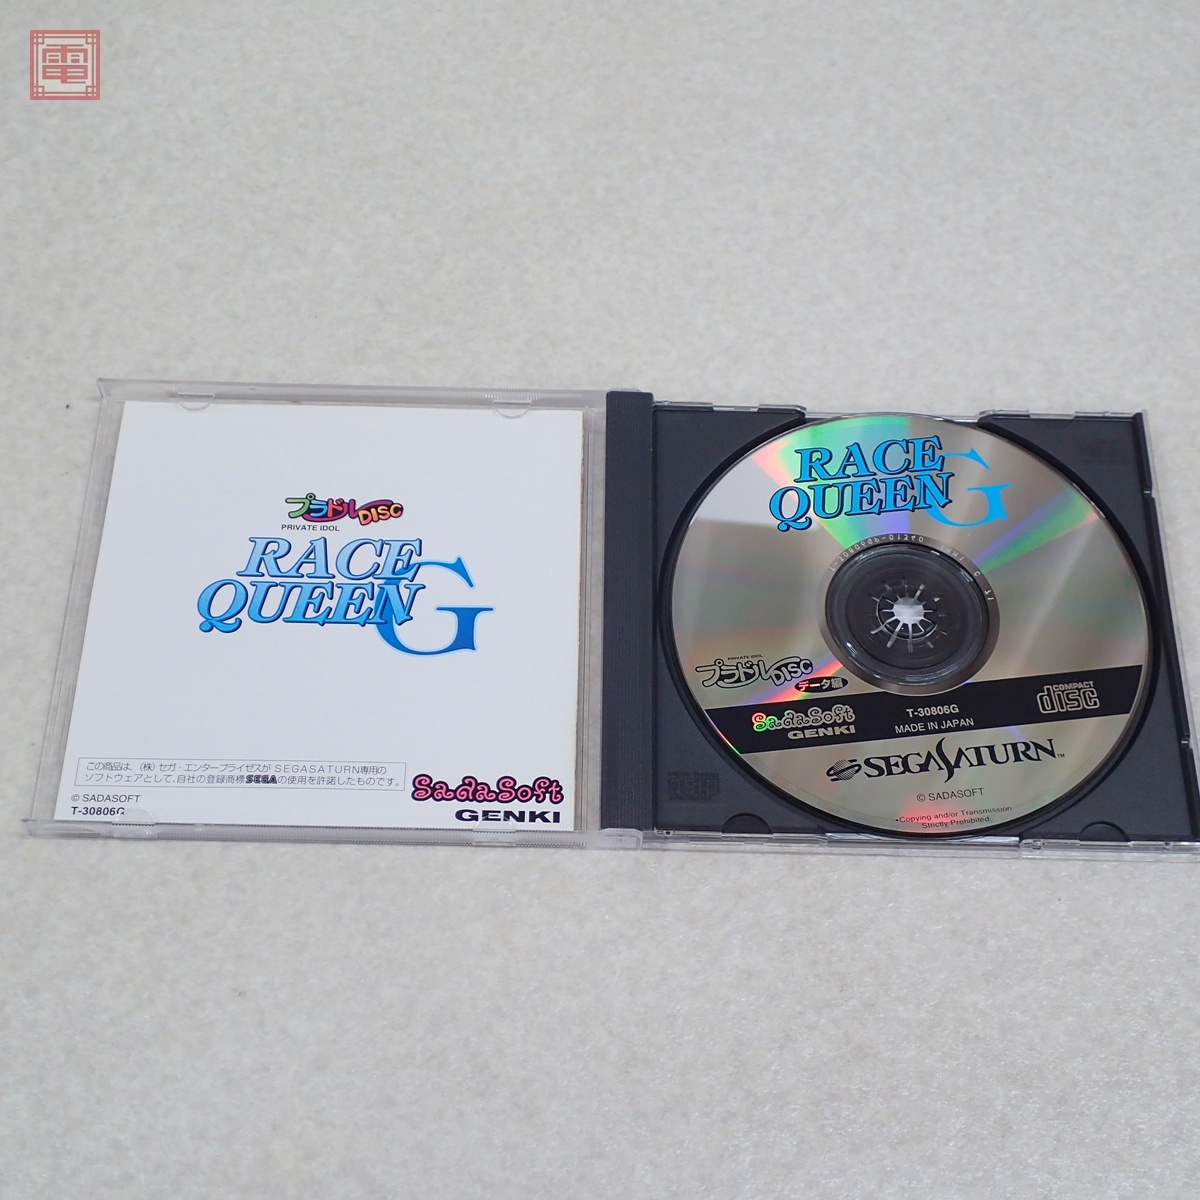 電
プラドルDISC
PRIVATE IDOL
RACE
QUEEN G
この商品は、(株)セガ・エンタープライゼスがSEGASATURN専用の
ソフトウェアとして、自社の登録商標SEGAの使用を許諾したものです。
© SADASOFT
T-30806G
SadaSoft
GENKI
RACE
QUEEN G
PRIVATE IDOL
プラドルDISC
データ編
SadaSoft
GENKI
T-30806G
MADE IN JAPAN
COMPACT
disc
SEGASATURN™
© SADASOFT
•Copying and/or Transmission
Strictly Prohibited.